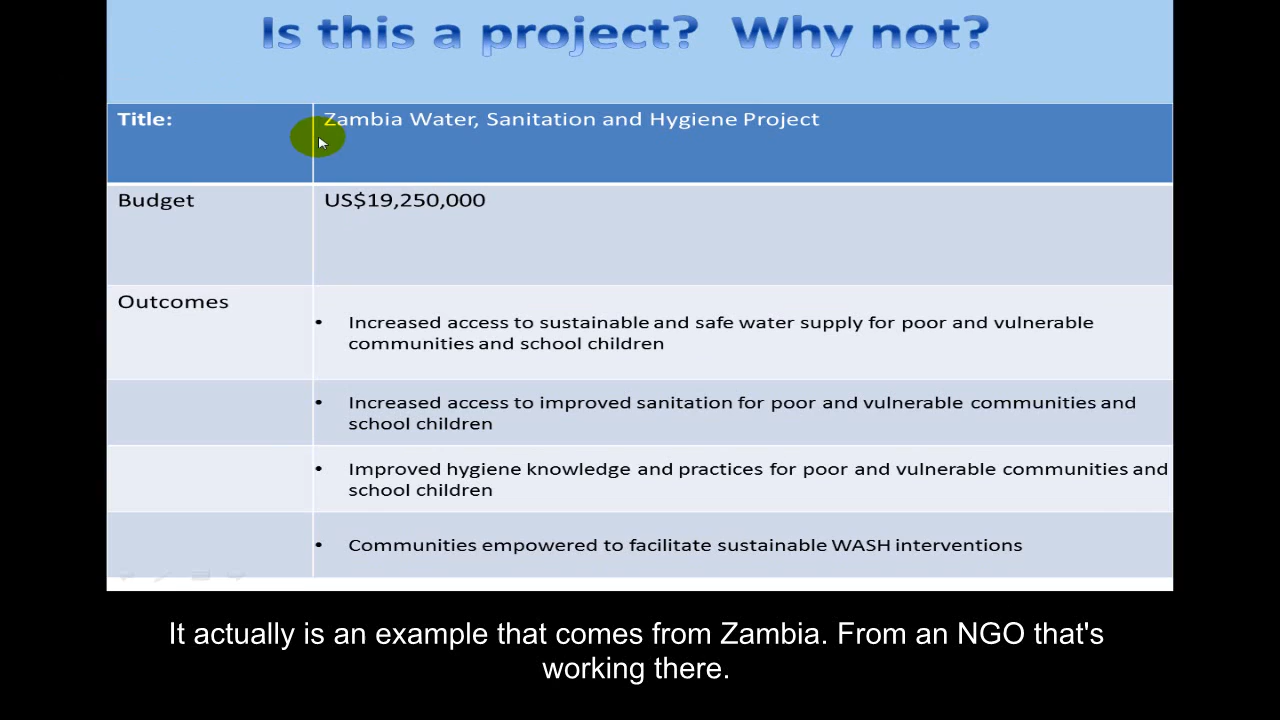 Is this a project? Why not?
Title:
Zambia Water, Sanitation and Hygiene Project
Budget
US$19,250,000
Outcomes
• Increased access to sustainable and safe water supply for poor and vulnerable
communities and school children
• Increased access to improved sanitation for poor and vulnerable communities and
school children
• Improved hygiene knowledge and practices for poor and vulnerable communities and
school children
• Communities empowered to facilitate sustainable WASH interventions
It actually is an example that comes from Zambia. From an NGO that's
working there.